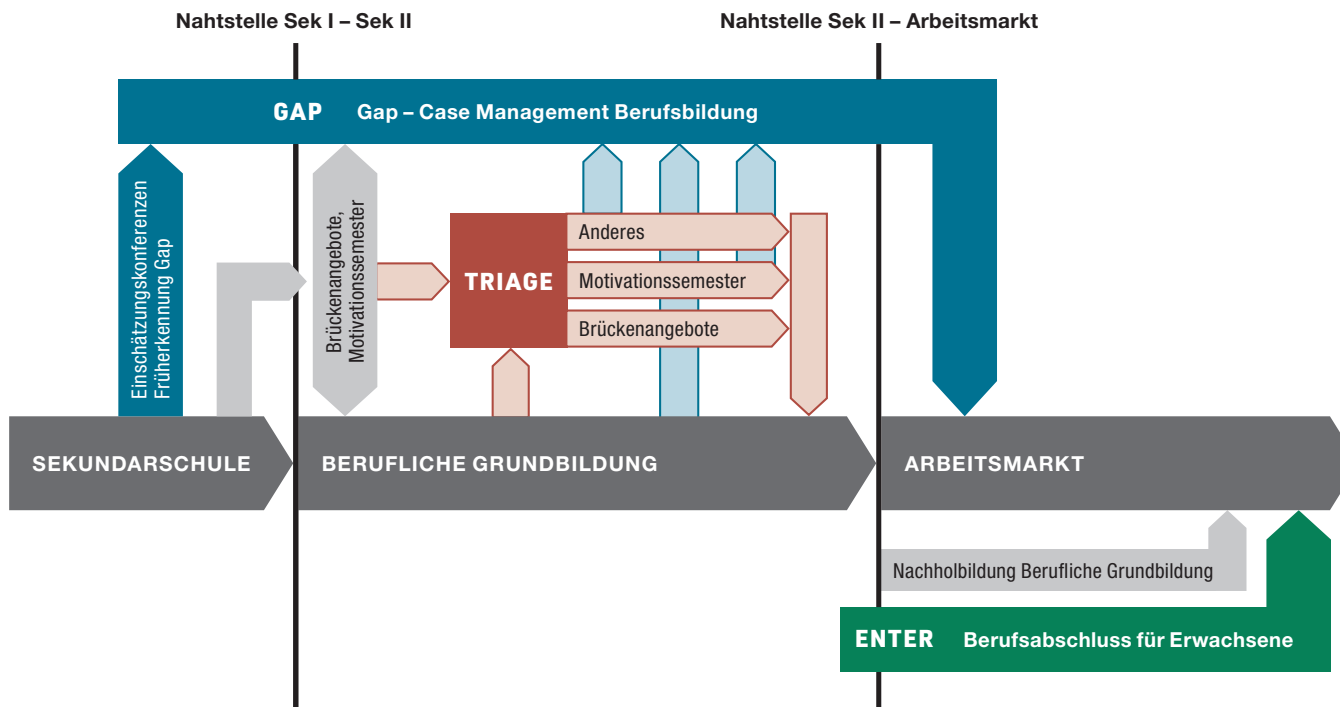 Nahtstelle Sek I – Sek II
Nahtstelle Sek II – Arbeitsmarkt
GAP Gap – Case Management Berufsbildung
Einschätzungskonferenzen
Früherkennung Gap
Brückenangebote,
Motivationssemester
TRIAGE
Anderes
Motivationssemester
Brückenangebote
SEKUNDARSCHULE
BERUFLICHE GRUNDBILDUNG
ARBEITSMARKT
Nachholbildung Berufliche Grundbildung
ENTER Berufsabschluss für Erwachsene